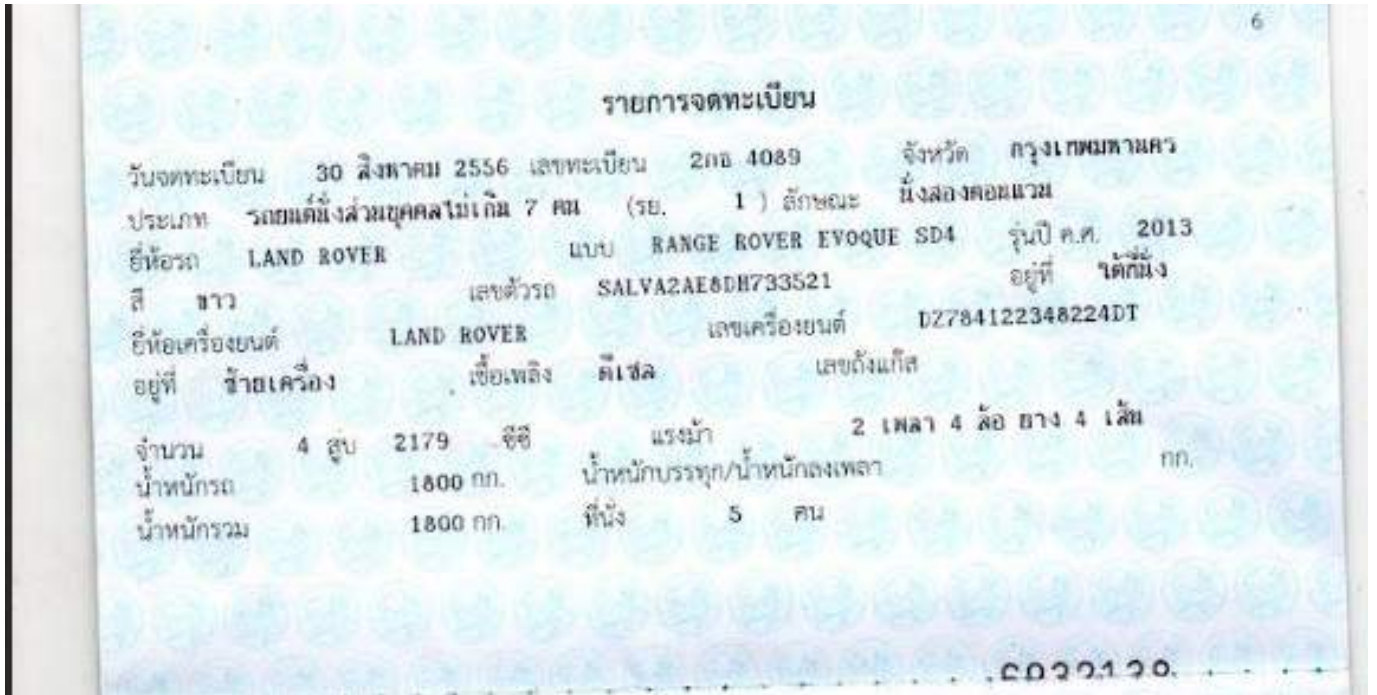 6
รายการจดทะเบียน
วันจดทะเบียน 30 สิงหาคม 2556 เลขทะเบียน 2กธ 4089 จังหวัด กรุงเทพมหานคร
ประเภท รถยนต์นั่งส่วนบุคคลไม่เกิน 7 คน (รย. 1 ) ลักษณะ นั่งสองตอนแวน
ยี่ห้อรถ LAND ROVER แบบ RANGE ROVER EVOQUE SD4 รุ่นปี ค.ศ. 2013
สี ขาว เลขตัวรถ SALVA2AE8DH733521 อยู่ที่ ใต้ที่นั่ง
ยี่ห้อเครื่องยนต์ LAND ROVER เลขเครื่องยนต์ DZ784122348224DT
อยู่ที่ ซ้ายเครื่อง เชื้อเพลิง ดีเซล เลขถังแก๊ส
จำนวน 4 สูบ 2179 ซีซี แรงม้า 2 เพลา 4 ล้อ ยาง 4 เส้น
น้ำหนักรถ 1800 กก. น้ำหนักบรรทุก/น้ำหนักลงเพลา กก.
น้ำหนักรวม 1800 กก. ที่นั่ง 5 คน